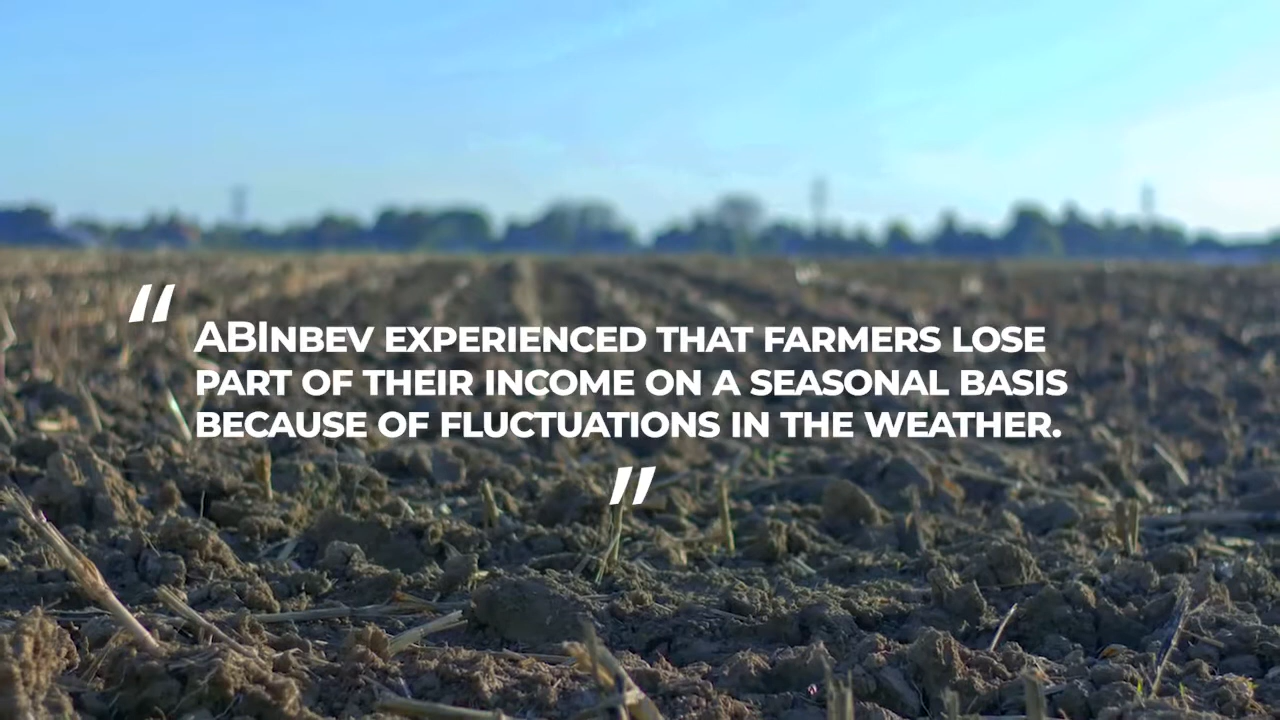 “
ABInbev experienced that farmers lose
part of their income on a seasonal basis
because of fluctuations in the weather.
”